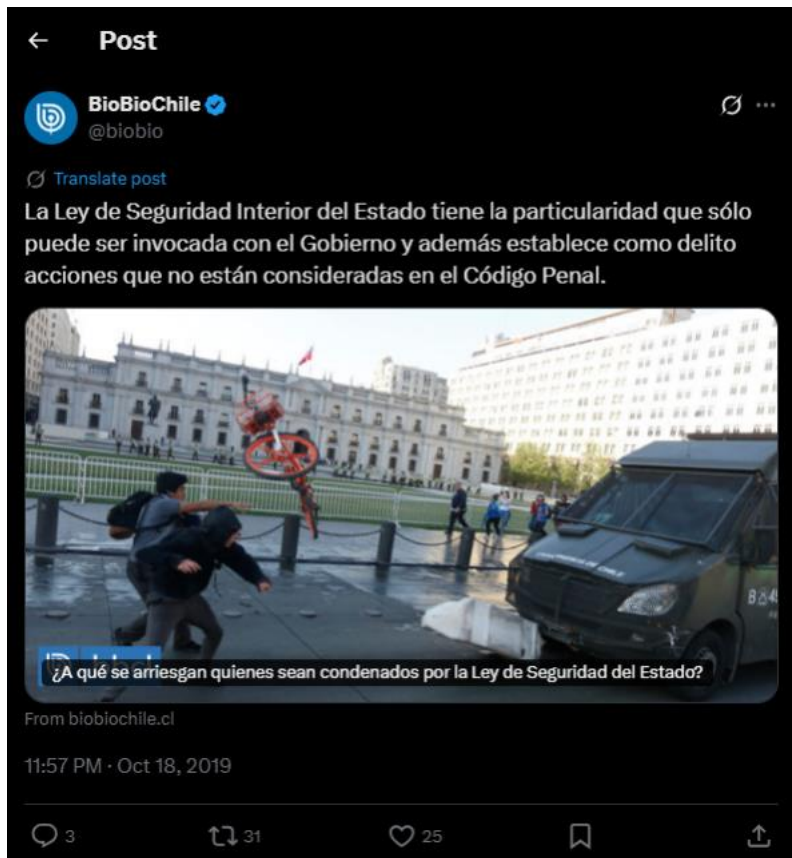 Post
BioBioChile
@biobio
Translate post
La Ley de Seguridad Interior del Estado tiene la particularidad que sólo
puede ser invocada con el Gobierno y además establece como delito
acciones que no están consideradas en el Código Penal.
¿A qué se arriesgan quienes sean condenados por la Ley de Seguridad del Estado?
From biobiochile.cl
11:57 PM · Oct 18, 2019
3 31 25